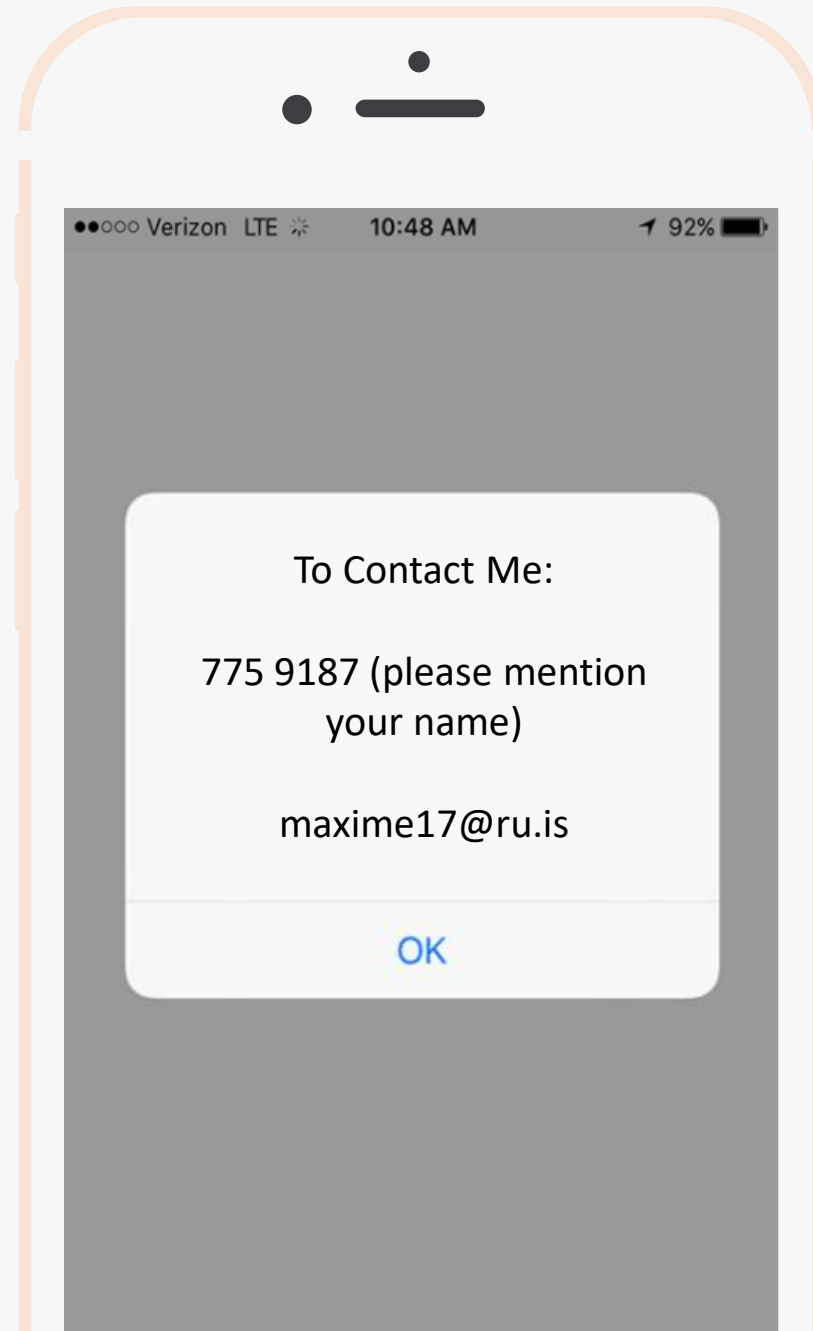 ●●○○○ Verizon LTE 10:48 AM 92%
To Contact Me:
775 9187 (please mention
your name)
maxime17@ru.is
OK